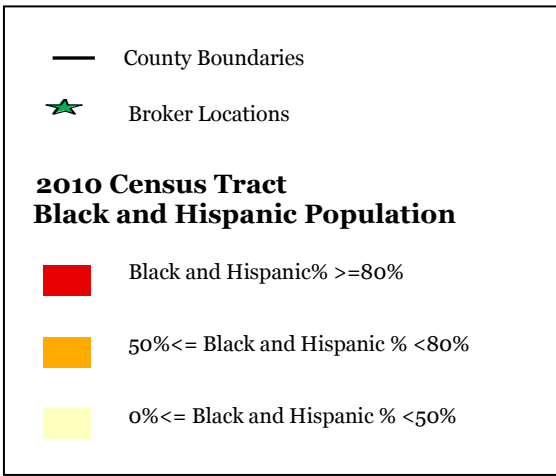 County Boundaries
Broker Locations
2010 Census Tract
Black and Hispanic Population
Black and Hispanic% >=80%
50%<= Black and Hispanic % <80%
0%<= Black and Hispanic % <50%